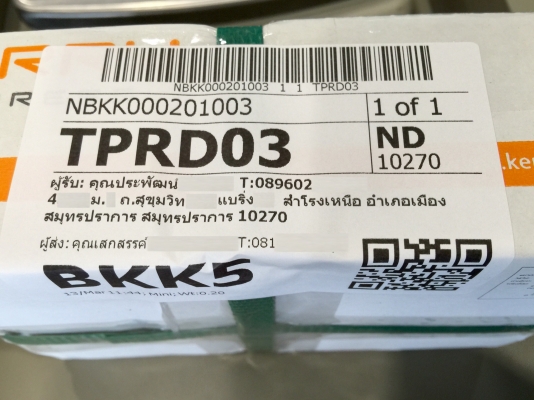 NBKK000201003 1 1 TPRD03
NBKK000201003
1 of 1
TPRD03
ND
10270
.ke
ผู้รับ: คุณประพัฒน์ T:089602
4 ม. ถ.สุขุมวิท แบริ่ง สำโรงเหนือ อำเภอเมือง
สมุทรปราการ สมุทรปราการ 10270
ผู้ส่ง: คุณเสกสรรค์ T:081
BKK5